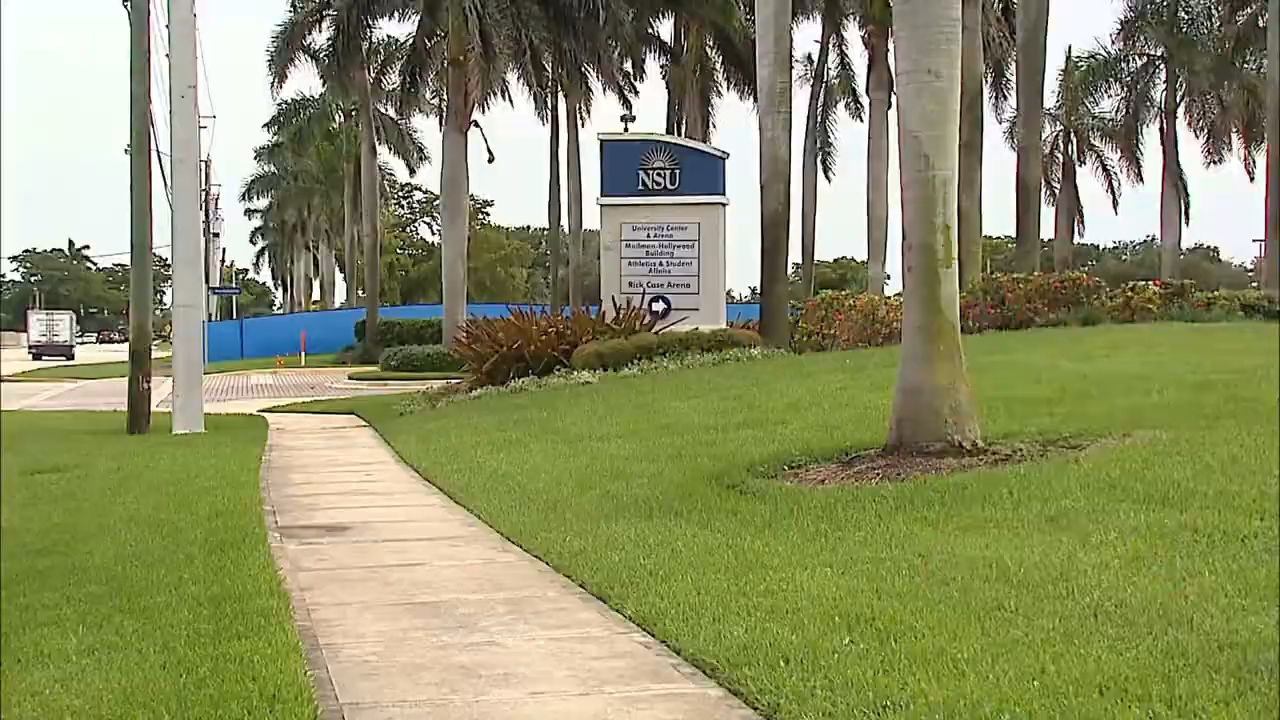 NSU
University Center
& Arena
Mailman-Hollywood
Building
Athletics & Student
Affairs
Rick Case Arena